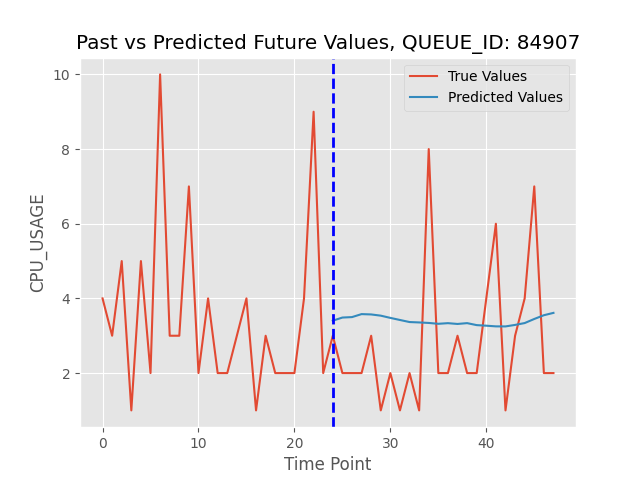 Past vs Predicted Future Values, QUEUE_ID: 84907
True Values
Predicted Values
CPU_USAGE
10
8
6
4
2
0
10
20
30
40
Time Point